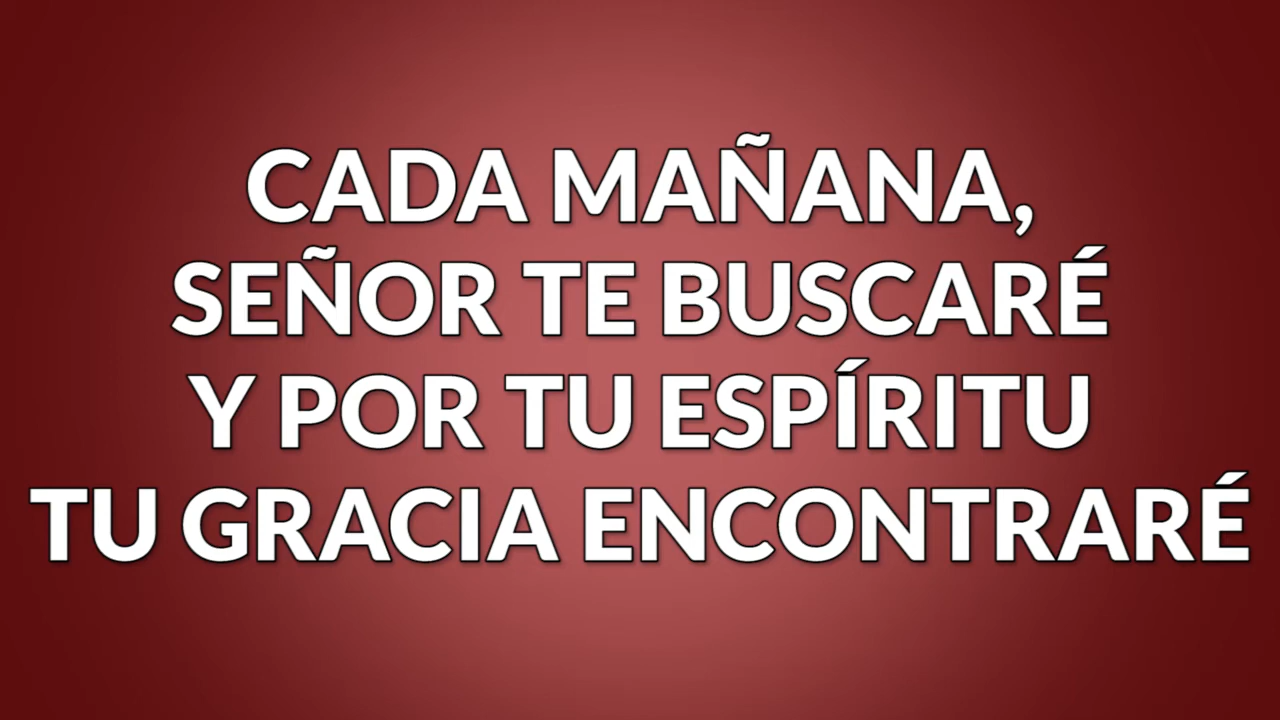 CADA MAÑANA,
SEÑOR TE BUSCARÉ
Y POR TU ESPÍRITU
TU GRACIA ENCONTRARÉ